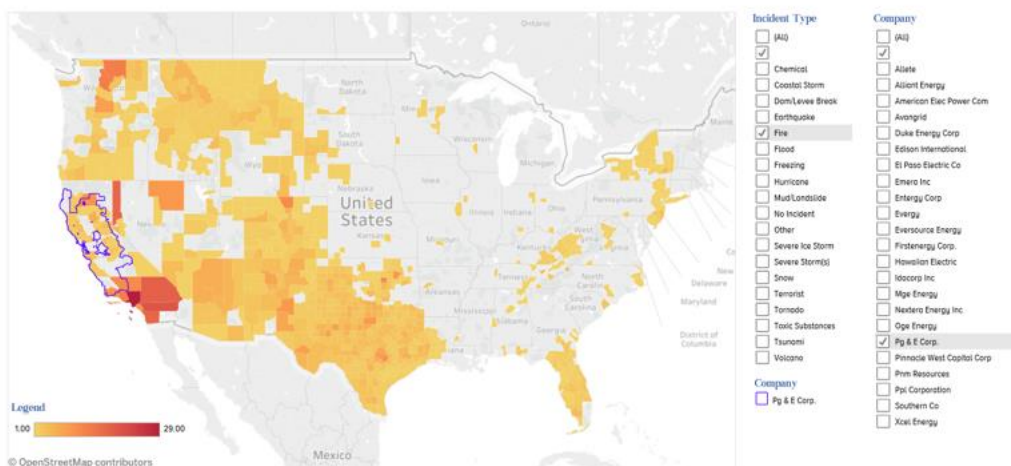 Ontario
North Dakota
Minnesota
South Dakota
Wisconsin
Michigan
Maine
Nebraska
Iowa
Illinois
Indiana
Ohio
Pennsylvania
United States
Nevada
Kansas
Missouri
Kentucky
West
Tennessee
North Carolina
Arkansas
South Carolina
Mississippi
Alabama
Georgia
New
Delaware
Maryland
District of Columbia
Mexico
Legend
1.00 29.00
© OpenStreetMap contributors
Incident Type
(All)
Chemical
Coastal Storm
Dam/Levee Break
Earthquake
Fire
Flood
Freezing
Hurricane
Mud/Landslide
No Incident
Other
Severe Ice Storm
Severe Storm(s)
Snow
Terrorist
Tornado
Toxic Substances
Tsunami
Volcano
Company
Pg & E Corp.
Company
(All)
Allete
Alliant Energy
American Elec Power Com
Avangrid
Duke Energy Corp
Edison International
El Paso Electric Co
Emera Inc
Entergy Corp
Evergy
Eversource Energy
Firstenergy Corp.
Hawaiian Electric
Idacorp Inc
Mge Energy
Nextera Energy Inc
Oge Energy
Pg & E Corp.
Pinnacle West Capital Corp
Pnm Resources
Ppl Corporation
Southern Co
Xcel Energy